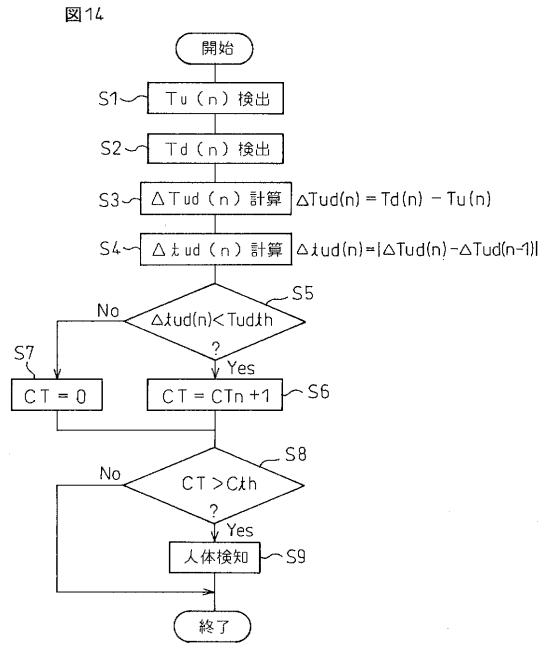 図14
開始
S1 Tu(n)検出
S2 Td(n)検出
S3 ΔTud(n)計算 ΔTud(n) = Td(n) - Tu(n)
S4 Δtud(n)計算 Δtud(n)=|ΔTud(n)-ΔTud(n-1)|
S5
No Δtud(n)<Tudth
?
S7 Yes
CT = 0 CT = CTn+1 S6
S8
No CT>Cth
?
Yes
人体検知 S9
終了